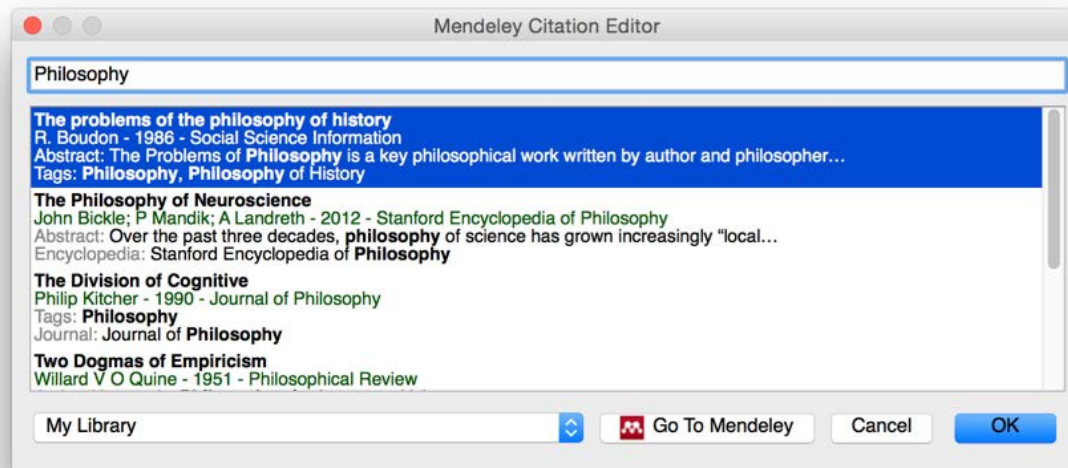 Mendeley Citation Editor
Philosophy
The problems of the philosophy of history
R. Boudon - 1986 - Social Science Information
Abstract: The Problems of Philosophy is a key philosophical work written by author and philosopher...
Tags: Philosophy, Philosophy of History
The Philosophy of Neuroscience
John Bickle; P Mandik; A Landreth - 2012 - Stanford Encyclopedia of Philosophy
Abstract: Over the past three decades, philosophy of science has grown increasingly “local...
Encyclopedia: Stanford Encyclopedia of Philosophy
The Division of Cognitive
Philip Kitcher - 1990 - Journal of Philosophy
Tags: Philosophy
Journal: Journal of Philosophy
Two Dogmas of Empiricism
Willard V O Quine - 1951 - Philosophical Review
My Library
Go To Mendeley
Cancel
OK